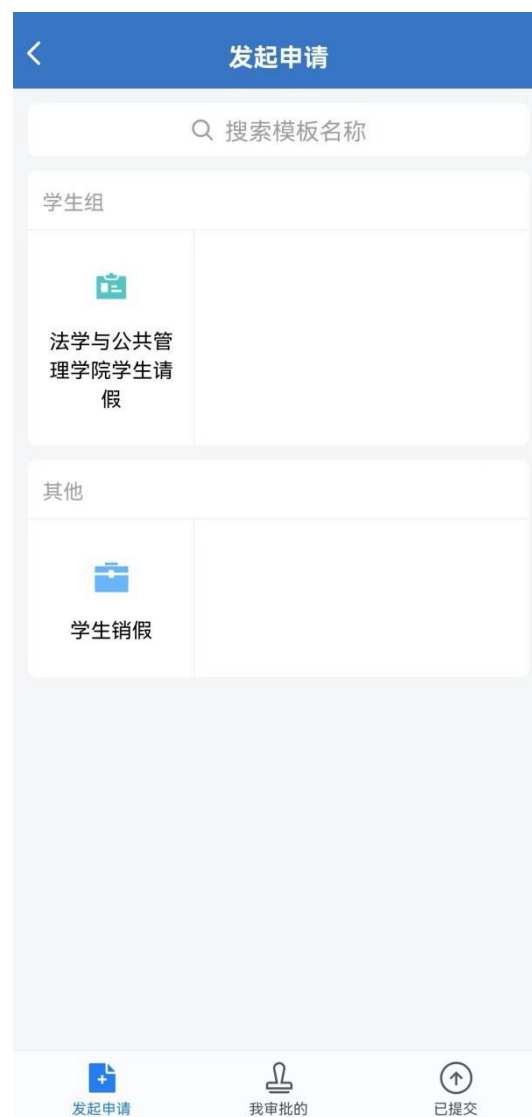 发起申请
搜索模板名称
学生组
法学与公共管
理学院学生请
假
其他
学生销假
发起申请
我审批的
已提交